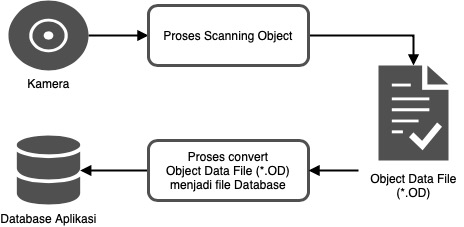 Proses Scanning Object
Kamera
Object Data File
(*.OD)
Proses convert
Object Data File (*.OD)
menjadi file Database
Database Aplikasi